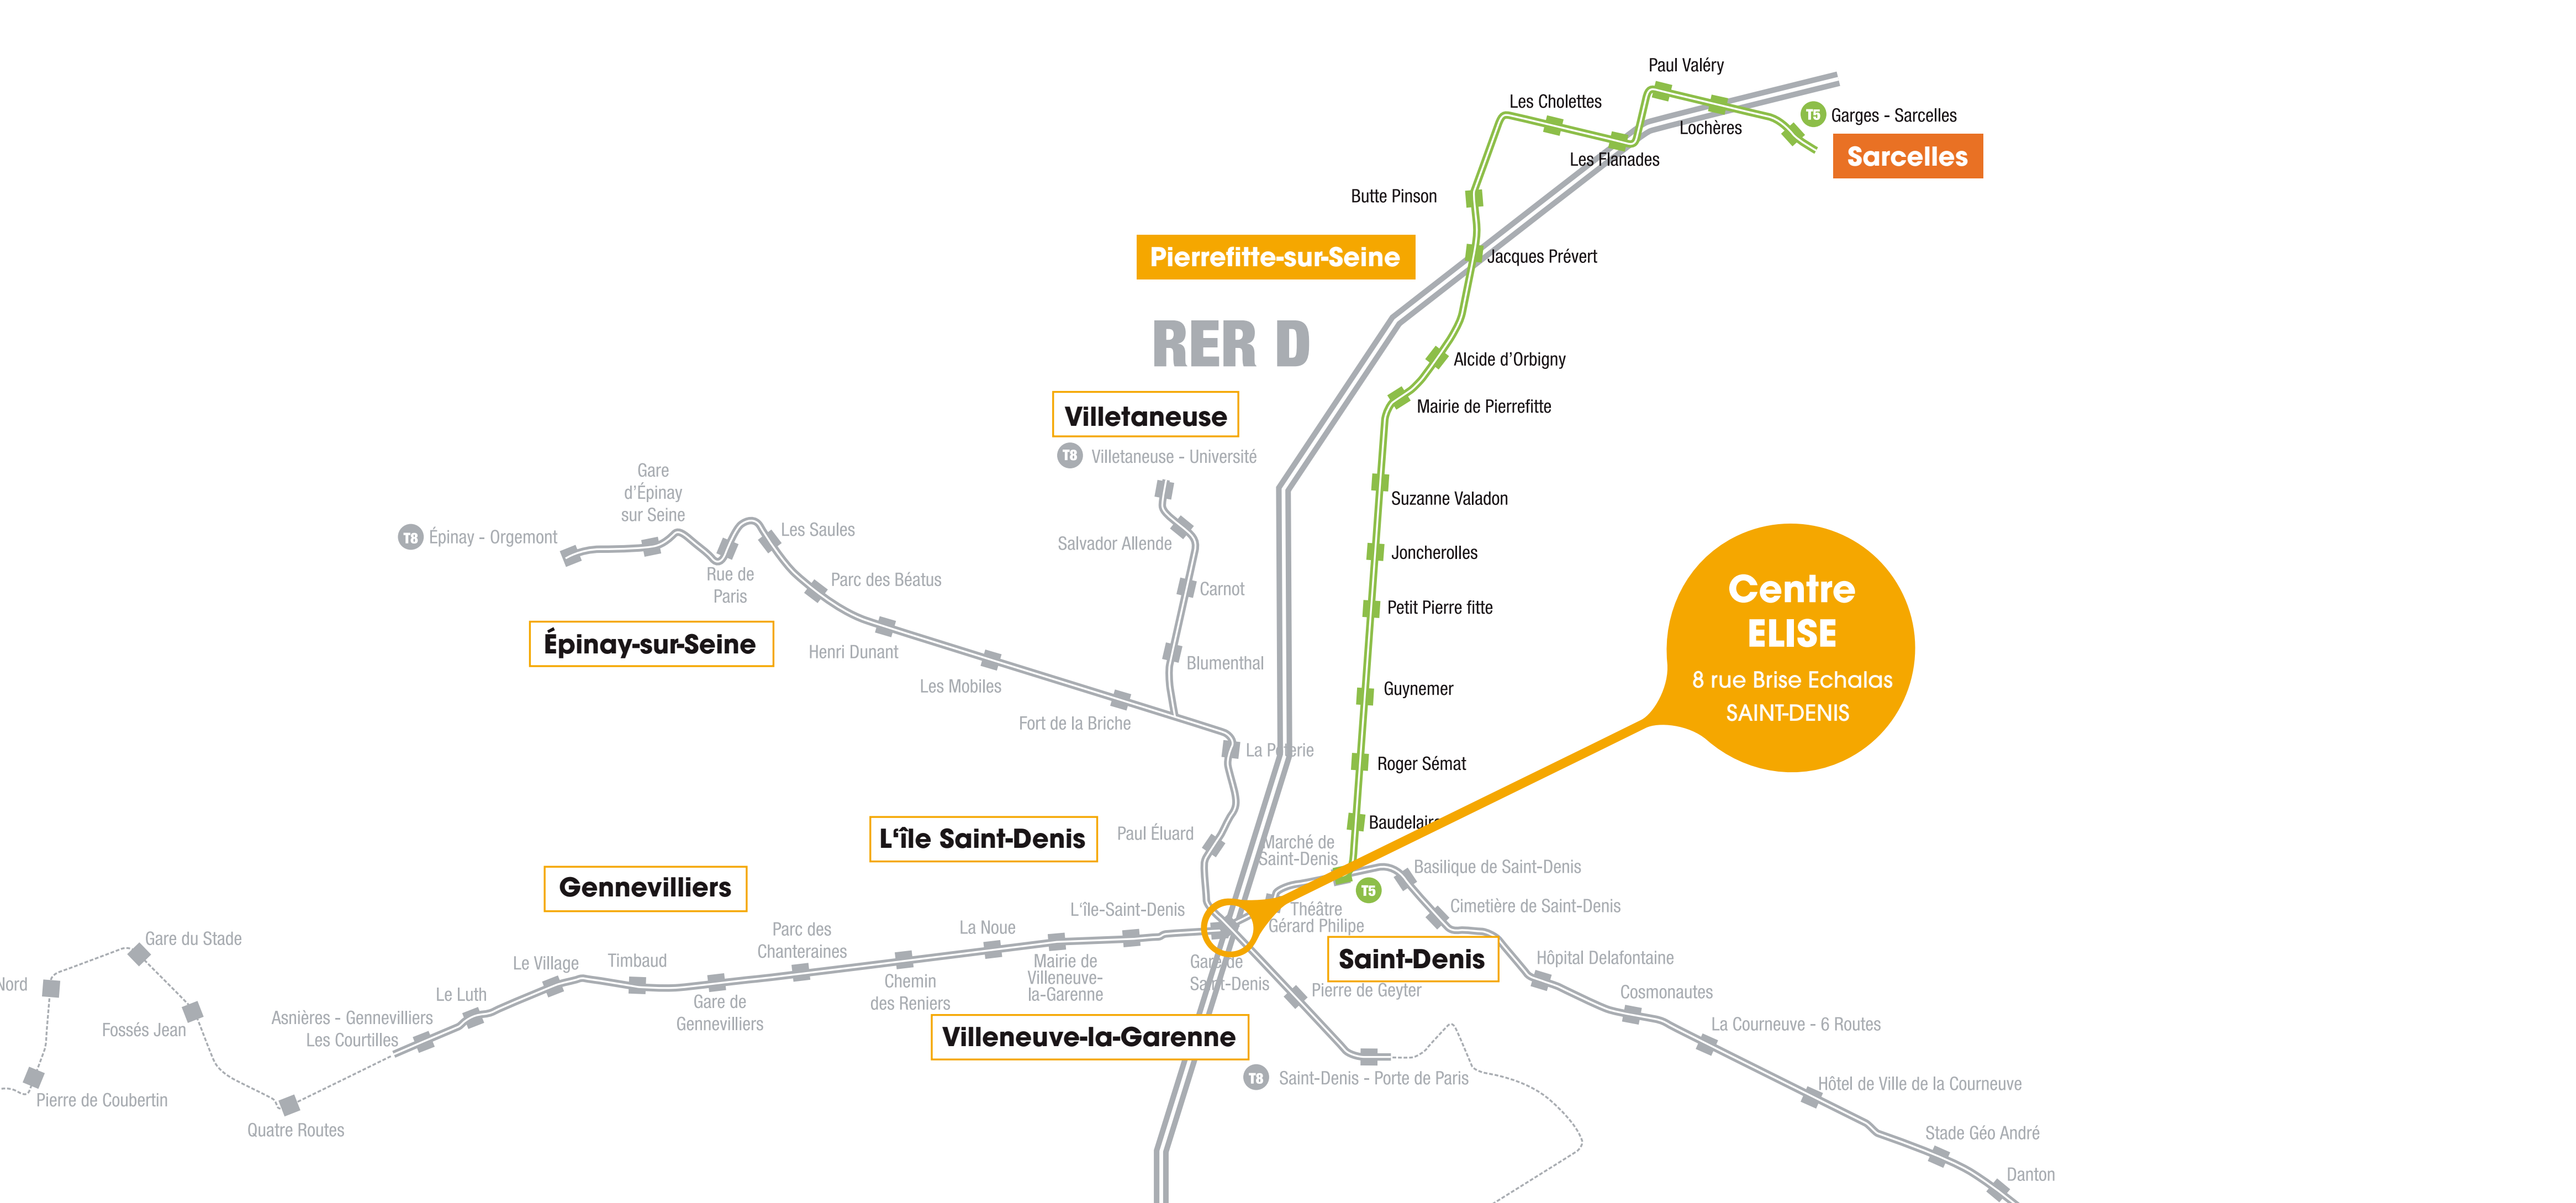 Paul Valéry
Les Cholettes
T5 Garges - Sarcelles
Lochères
Sarcelles
Les Flanades
Butte Pinson
Pierrefitte-sur-Seine
Jacques Prévert
RER D
Alcide d'Orbigny
Mairie de Pierrefitte
Villetaneuse
T8 Villetaneuse - Université
Gare
d'Épinay
sur Seine
Suzanne Valadon
Les Saules
T8 Épinay - Orgemont
Salvador Allende
Joncherolles
Rue de
Paris
Parc des Béatus
Carnot
Centre
ELISE
8 rue Brise Echalas
SAINT-DENIS
Petit Pierre fitte
Épinay-sur-Seine
Henri Dunant
Blumenthal
Les Mobiles
Guynemer
Fort de la Briche
La Poterie
Roger Sémat
Baudelaire
L'île Saint-Denis
Paul Éluard
Marché de
Saint-Denis
Basilique de Saint-Denis
T5
Gennevilliers
L'île-Saint-Denis
Théâtre
Gérard Philipe
Cimetière de Saint-Denis
La Noue
Parc des
Chanteraines
Gare du Stade
Saint-Denis
Hôpital Delafontaine
Le Village
Timbaud
Mairie de
Villeneuve-
la-Garenne
Gare de
Saint-Denis
Nord
Chemin
des Reniers
Pierre de Geyter
Cosmonautes
Le Luth
Gare de
Gennevilliers
Asnières - Gennevilliers
Les Courtilles
Fossés Jean
La Courneuve - 6 Routes
Villeneuve-la-Garenne
T8 Saint-Denis - Porte de Paris
Hôtel de Ville de la Courneuve
Pierre de Coubertin
Quatre Routes
Stade Géo André
Danton